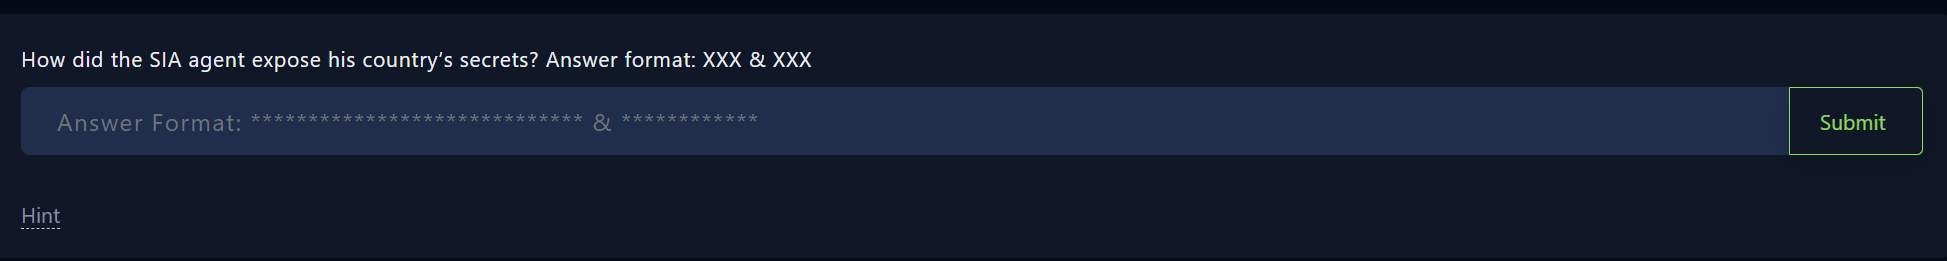 How did the SIA agent expose his country’s secrets? Answer format: XXX & XXX
Answer Format: ***************************** & ************
Submit
Hint